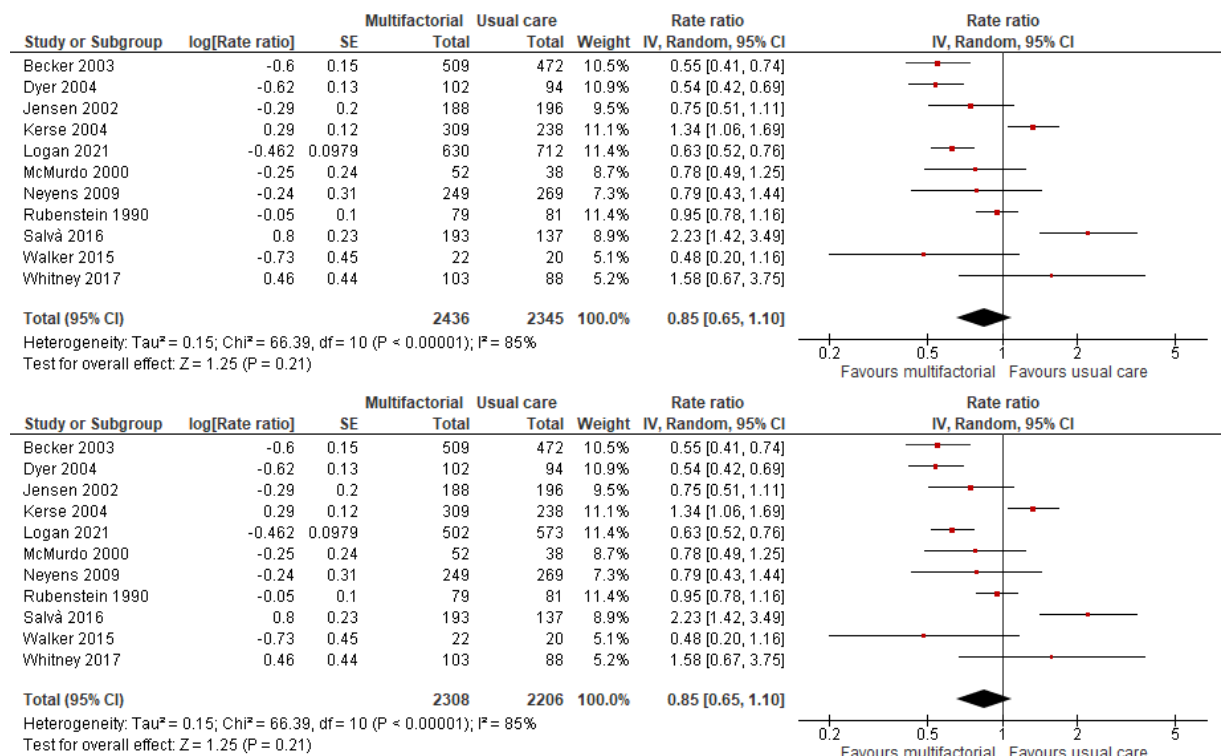 Multifactorial Usual care Rate ratio Rate ratio
Study or Subgroup log[Rate ratio] SE Total Total Weight IV, Random, 95% CI IV, Random, 95% CI
Becker 2003 -0.6 0.15 509 472 10.5% 0.55 [0.41, 0.74]
Dyer 2004 -0.62 0.13 102 94 10.9% 0.54 [0.42, 0.69]
Jensen 2002 -0.29 0.2 188 196 9.5% 0.75 [0.51, 1.11]
Kerse 2004 0.29 0.12 309 238 11.1% 1.34 [1.06, 1.69]
Logan 2021 -0.462 0.0979 630 712 11.4% 0.63 [0.52, 0.76]
McMurdo 2000 -0.25 0.24 52 38 8.7% 0.78 [0.49, 1.25]
Neyens 2009 -0.24 0.31 249 269 7.3% 0.79 [0.43, 1.44]
Rubenstein 1990 -0.05 0.1 79 81 11.4% 0.95 [0.78, 1.16]
Salvà 2016 0.8 0.23 193 137 8.9% 2.23 [1.42, 3.49]
Walker 2015 -0.73 0.45 22 20 5.1% 0.48 [0.20, 1.16]
Whitney 2017 0.46 0.44 103 88 5.2% 1.58 [0.67, 3.75]
Total (95% CI) 2436 2345 100.0% 0.85 [0.65, 1.10]
Heterogeneity: Tau² = 0.15; Chi² = 66.39, df = 10 (P < 0.00001); I² = 85%
Test for overall effect: Z = 1.25 (P = 0.21)
0.2 0.5 1 2 5
Favours multifactorial Favours usual care
Multifactorial Usual care Rate ratio Rate ratio
Study or Subgroup log[Rate ratio] SE Total Total Weight IV, Random, 95% CI IV, Random, 95% CI
Becker 2003 -0.6 0.15 509 472 10.5% 0.55 [0.41, 0.74]
Dyer 2004 -0.62 0.13 102 94 10.9% 0.54 [0.42, 0.69]
Jensen 2002 -0.29 0.2 188 196 9.5% 0.75 [0.51, 1.11]
Kerse 2004 0.29 0.12 309 238 11.1% 1.34 [1.06, 1.69]
Logan 2021 -0.462 0.0979 502 573 11.4% 0.63 [0.52, 0.76]
McMurdo 2000 -0.25 0.24 52 38 8.7% 0.78 [0.49, 1.25]
Neyens 2009 -0.24 0.31 249 269 7.3% 0.79 [0.43, 1.44]
Rubenstein 1990 -0.05 0.1 79 81 11.4% 0.95 [0.78, 1.16]
Salvà 2016 0.8 0.23 193 137 8.9% 2.23 [1.42, 3.49]
Walker 2015 -0.73 0.45 22 20 5.1% 0.48 [0.20, 1.16]
Whitney 2017 0.46 0.44 103 88 5.2% 1.58 [0.67, 3.75]
Total (95% CI) 2308 2206 100.0% 0.85 [0.65, 1.10]
Heterogeneity: Tau² = 0.15; Chi² = 66.39, df = 10 (P < 0.00001); I² = 85%
Test for overall effect: Z = 1.25 (P = 0.21)
0.2 0.5 1 2 5
Favours multifactorial Favours usual care